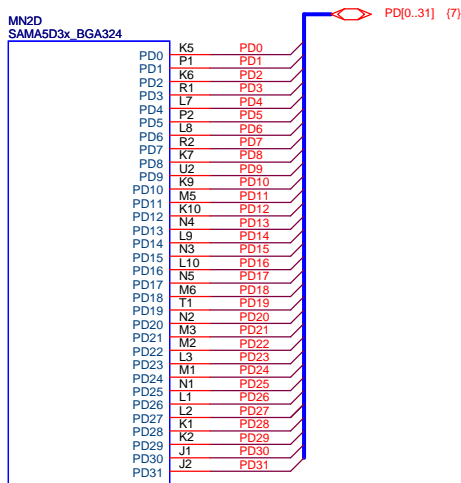 MN2D
SAMA5D3x_BGA324
PD[0..31] {7}
PD0 K5 PD0
PD1 P1 PD1
PD2 K6 PD2
PD3 R1 PD3
PD4 L7 PD4
PD5 P2 PD5
PD6 L8 PD6
PD7 R2 PD7
PD8 K7 PD8
PD9 U2 PD9
PD10 K9 PD10
PD11 M5 PD11
PD12 K10 PD12
PD13 N4 PD13
PD14 L9 PD14
PD15 N3 PD15
PD16 L10 PD16
PD17 N5 PD17
PD18 M6 PD18
PD19 T1 PD19
PD20 N2 PD20
PD21 M3 PD21
PD22 M2 PD22
PD23 L3 PD23
PD24 M1 PD24
PD25 N1 PD25
PD26 L1 PD26
PD27 L2 PD27
PD28 K1 PD28
PD29 K2 PD29
PD30 J1 PD30
PD31 J2 PD31